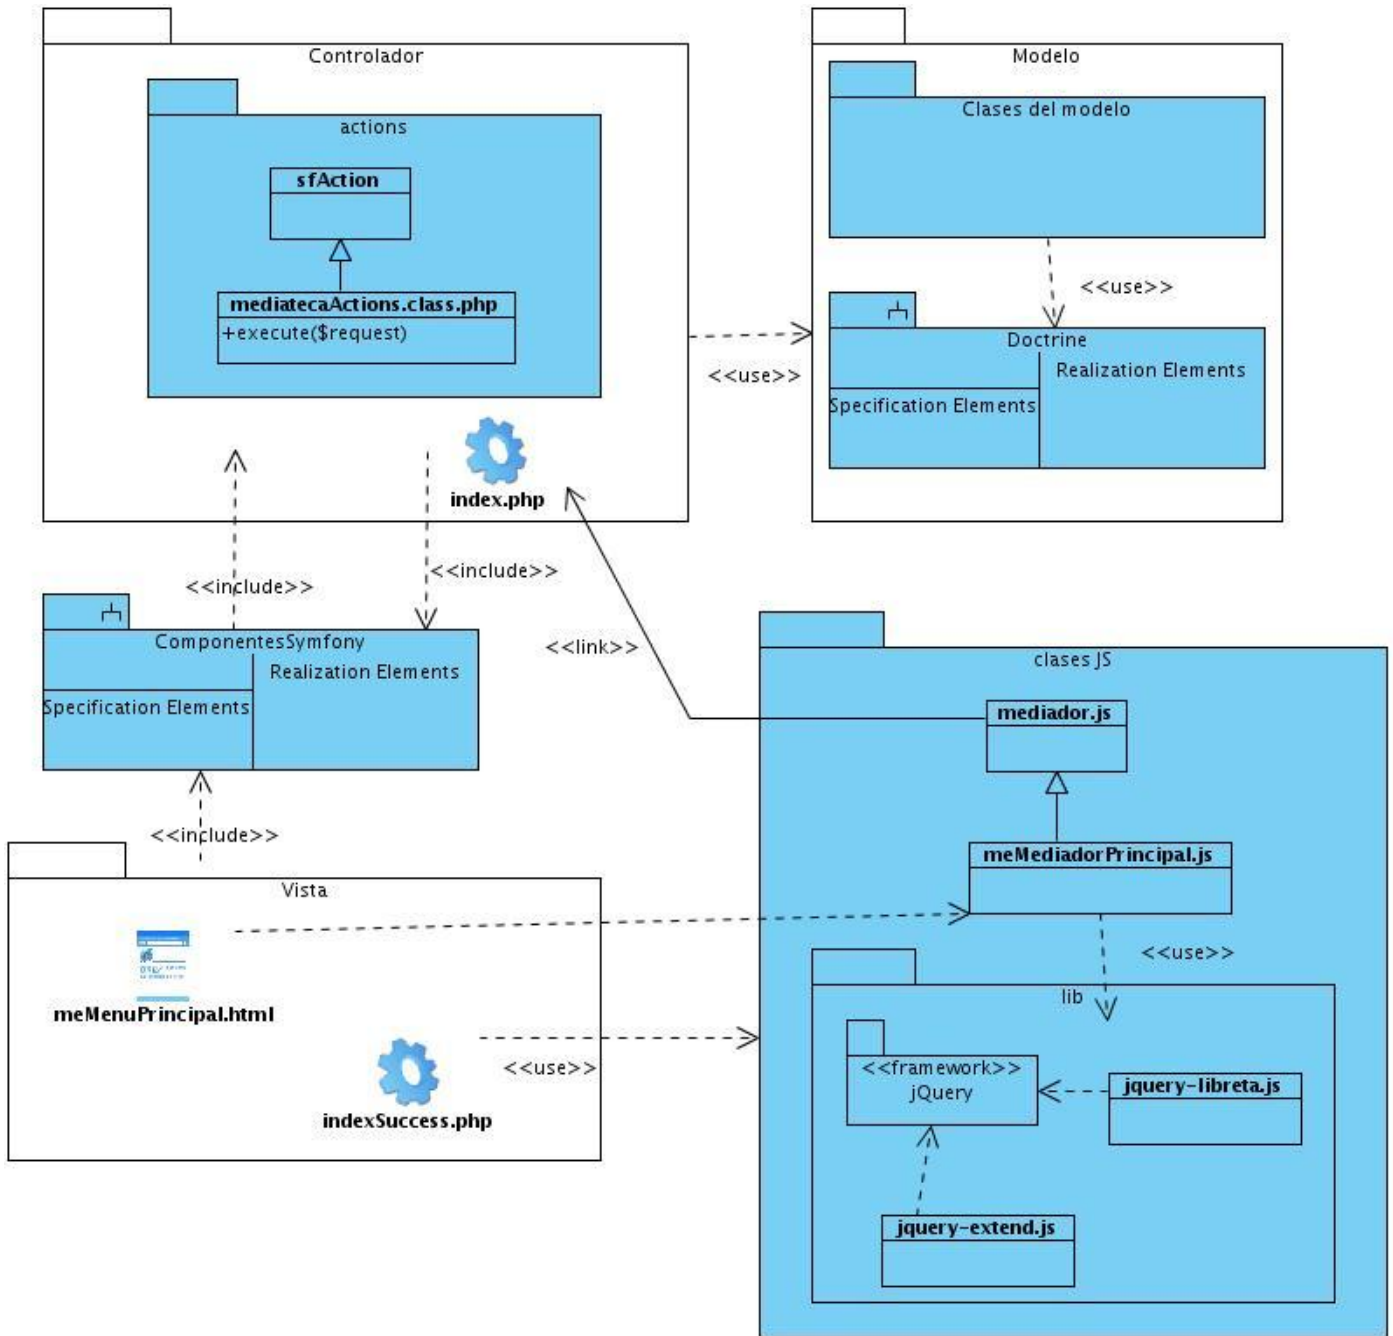 Controlador
actions
sfAction
mediatecaActions.class.php
+execute($request)
index.php
<<use>>
Modelo
Clases del modelo
<<use>>
Doctrine
Realization Elements
Specification Elements
<<include>>
<<include>>
ComponentesSymfony
Realization Elements
Specification Elements
<<link>>
<<include>>
Vista
meMenuPrincipal.html
indexSuccess.php
<<use>>
clases JS
mediador.js
meMediadorPrincipal.js
<<use>>
lib
<<framework>>
jQuery
jquery-libreta.js
jquery-extend.js